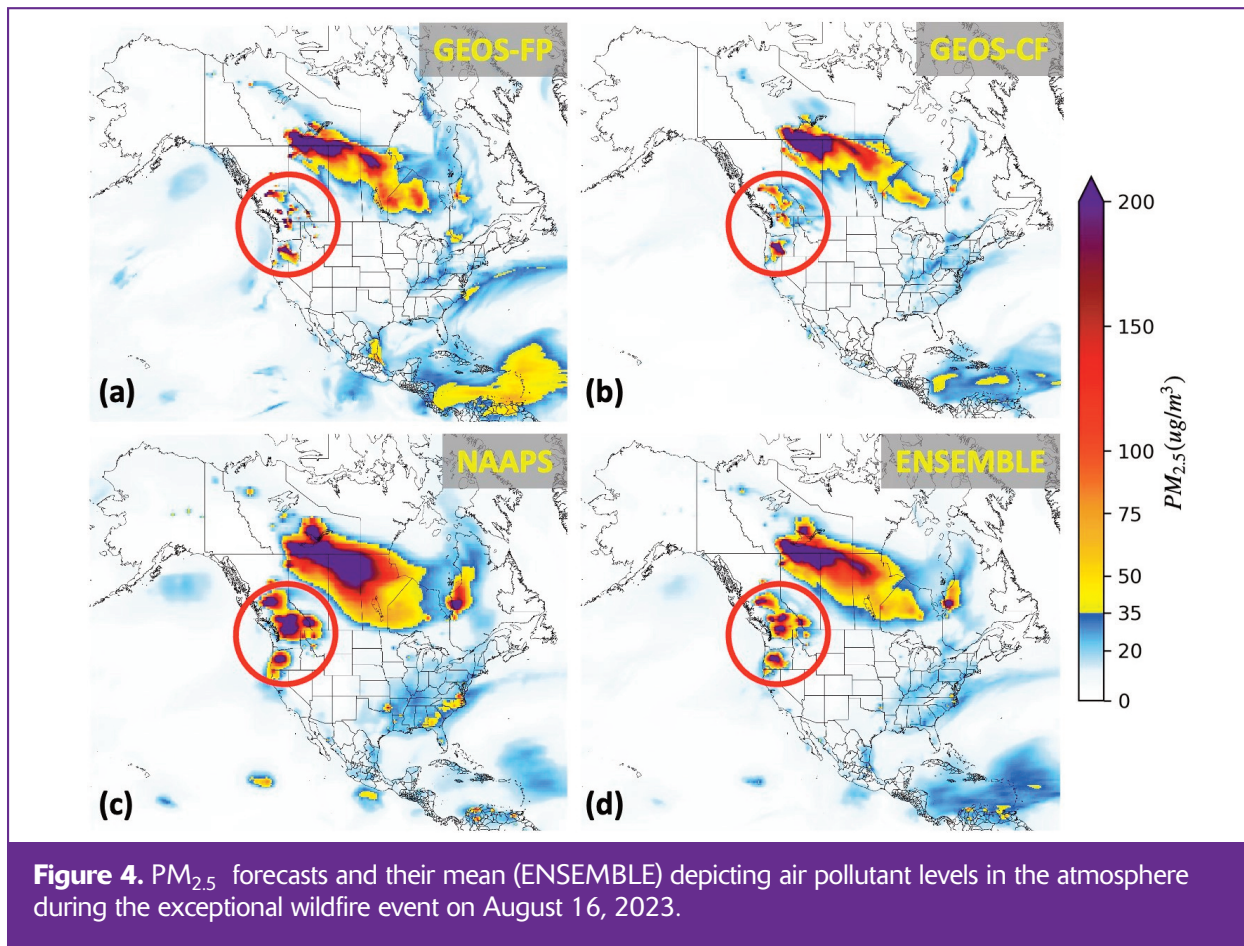 GEOS-FP
GEOS-CF
(a)
(b)
NAAPS
ENSEMBLE
(c)
(d)
200
150
100
75
50
35
20
0
PM2.5(ug/m³)
Figure 4. PM2.5 forecasts and their mean (ENSEMBLE) depicting air pollutant levels in the atmosphere
during the exceptional wildfire event on August 16, 2023.